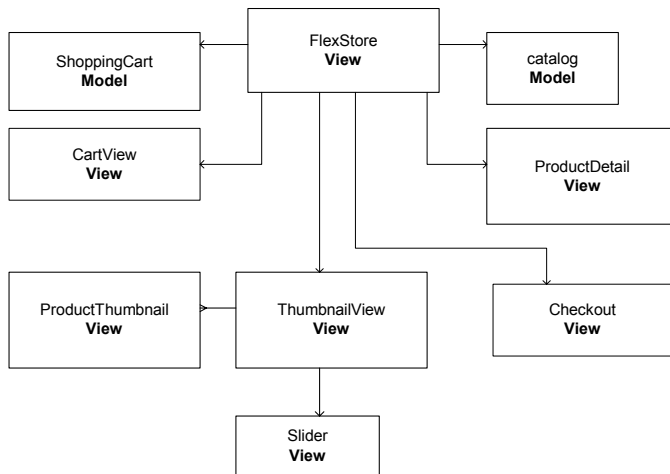 FlexStore
View
ShoppingCart
Model
catalog
Model
CartView
View
ProductDetail
View
ProductThumbnail
View
ThumbnailView
View
Checkout
View
Slider
View